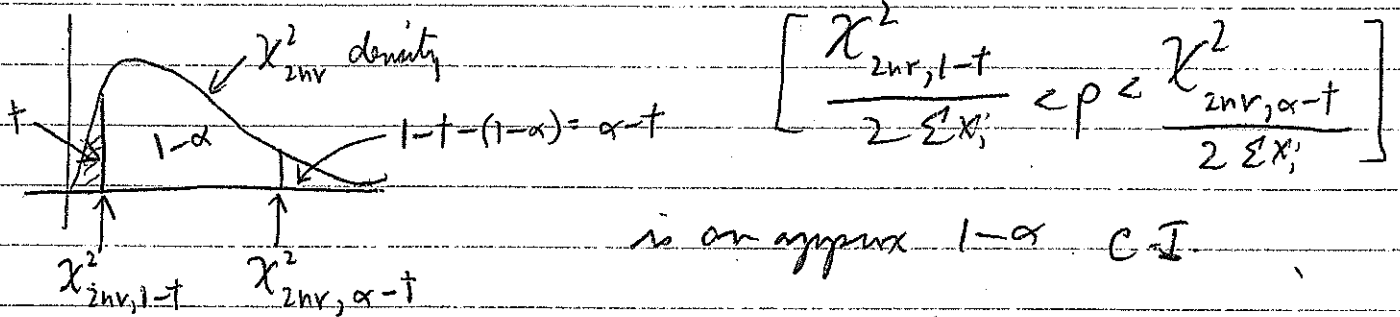 χ²_{2nr} density
t
1-α
1-t-(1-α) = α-t
χ²_{2nr, 1-t}
χ²_{2nr, α-t}
[ χ²_{2nr, 1-t} / 2Σx_i < p < χ²_{2nr, α-t} / 2Σx_i ]
is an approx 1-α C.I.